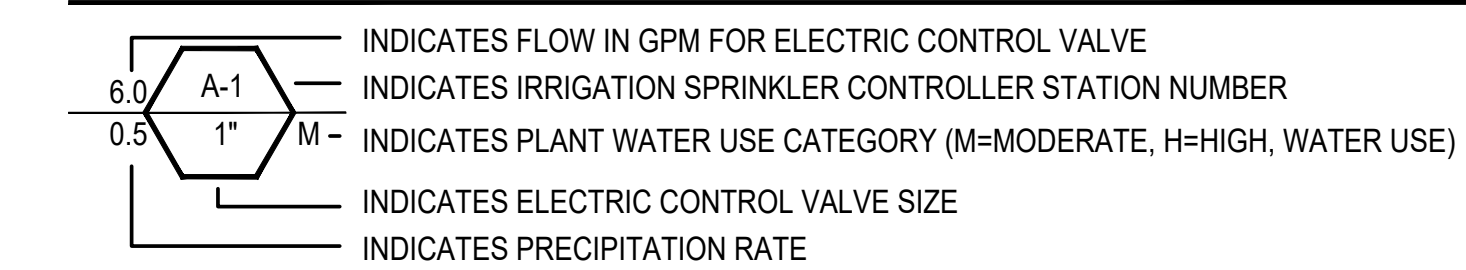 INDICATES FLOW IN GPM FOR ELECTRIC CONTROL VALVE
6.0 A-1 INDICATES IRRIGATION SPRINKLER CONTROLLER STATION NUMBER
0.5 1" M INDICATES PLANT WATER USE CATEGORY (M=MODERATE, H=HIGH, WATER USE)
INDICATES ELECTRIC CONTROL VALVE SIZE
INDICATES PRECIPITATION RATE